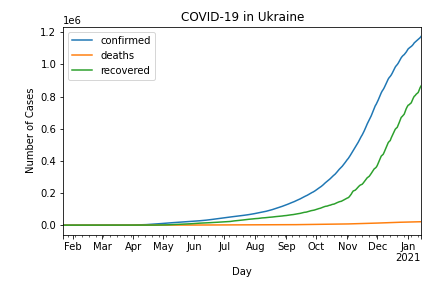 COVID-19 in Ukraine
1e6
confirmed
deaths
recovered
1.2
1.0
0.8
0.6
0.4
0.2
0.0
Number of Cases
Feb Mar Apr May Jun Jul Aug Sep Oct Nov Dec Jan
2021
Day